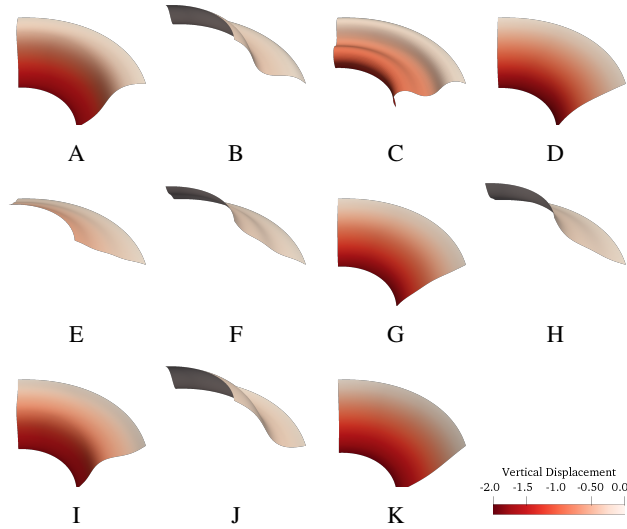 A B C D
E F G H
I J K
Vertical Displacement
-2.0 -1.5 -1.0 -0.50 0.0